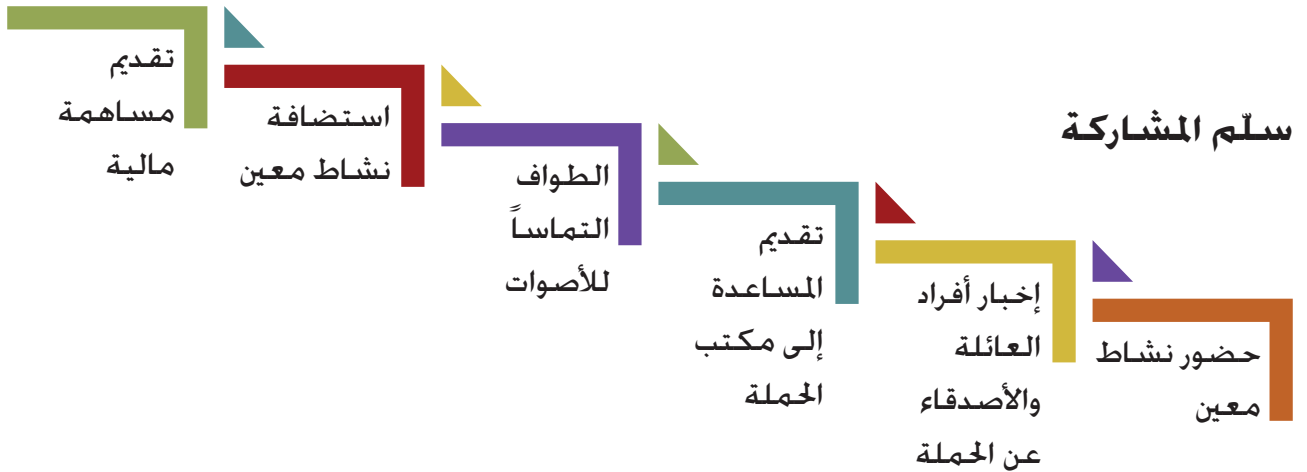 سلّم المشاركة
حضور نشاط
معين
إخبار أفراد
العائلة
والأصدقاء
عن الحملة
تقديم
المساعدة
إلى مكتب
الحملة
الطواف
التماساً
للأصوات
استضافة
نشاط معين
تقديم
مساهمة
مالية